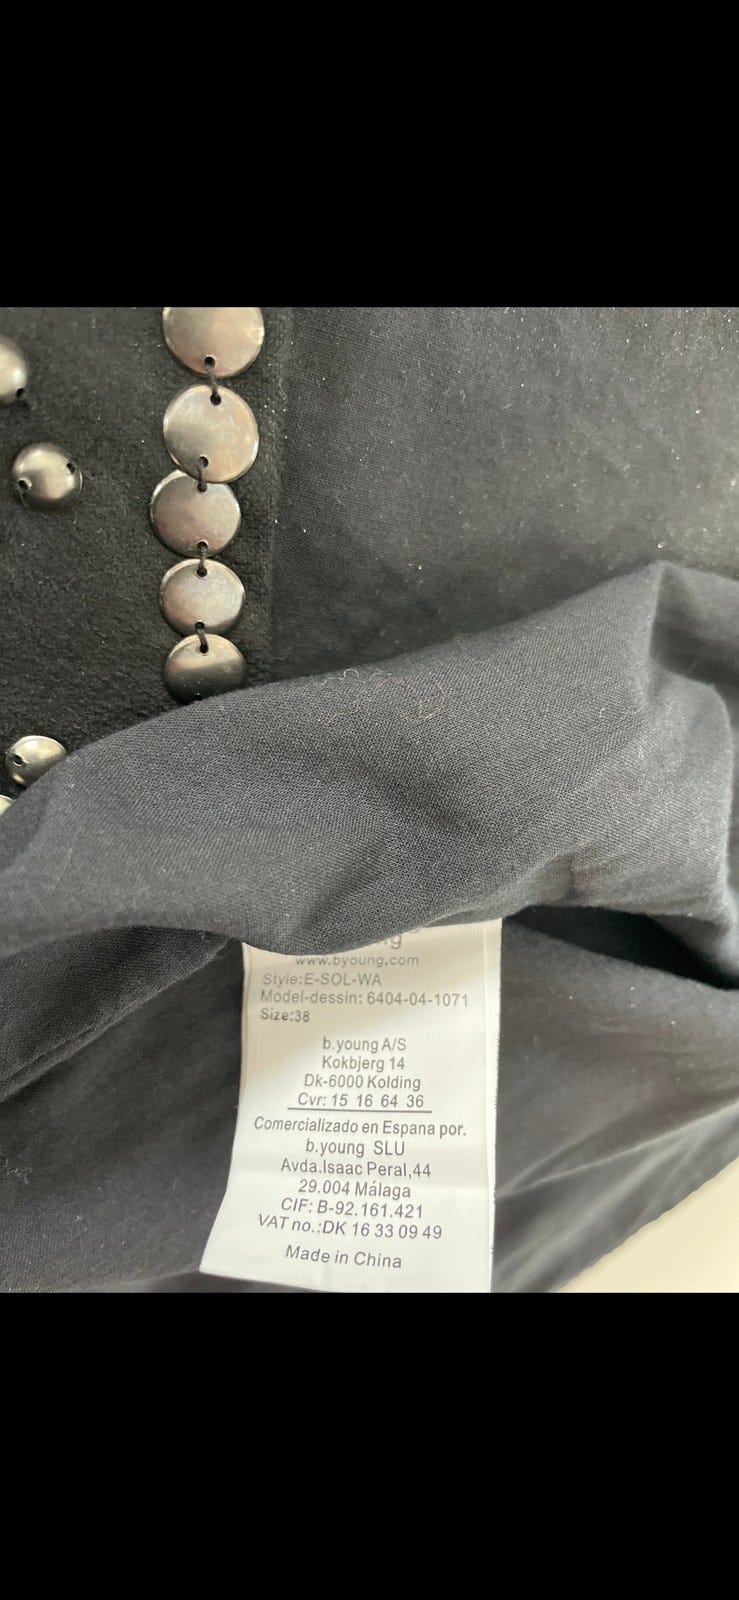 www.byoung.com
Style:E-SOL-WA
Model-dessin: 6404-04-1071
Size:38
b.young A/S
Kokbjerg 14
Dk-6000 Kolding
Cvr: 15 16 64 36
Comercializado en Espana por.
b.young SLU
Avda.Isaac Peral,44
29.004 Málaga
CIF: B-92.161.421
VAT no.:DK 16 33 09 49
Made in China